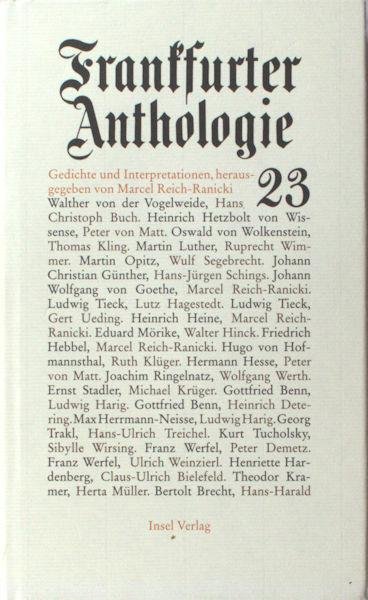 Frankfurter
Anthologie
Gedichte und Interpretationen, heraus-
gegeben von Marcel Reich-Ranicki
23
Walther von der Vogelweide, Hans
Christoph Buch. Heinrich Hetzbolt von Wis-
sense, Peter von Matt. Oswald von Wolkenstein,
Thomas Kling. Martin Luther, Ruprecht Wim-
mer. Martin Opitz, Wulf Segebrecht. Johann
Christian Günther, Hans-Jürgen Schings. Johann
Wolfgang von Goethe, Marcel Reich-Ranicki.
Ludwig Tieck, Lutz Hagestedt. Ludwig Tieck,
Gert Ueding. Heinrich Heine, Marcel Reich-
Ranicki. Eduard Mörike, Walter Hinck. Friedrich
Hebbel, Marcel Reich-Ranicki. Hugo von Hof-
mannsthal, Ruth Klüger. Hermann Hesse, Peter
von Matt. Joachim Ringelnatz, Wolfgang Werth.
Ernst Stadler, Michael Krüger. Gottfried Benn,
Ludwig Harig. Gottfried Benn, Heinrich Dete-
ring. Max Herrmann-Neisse, Ludwig Harig. Georg
Trakl, Hans-Ulrich Treichel. Kurt Tucholsky,
Sibylle Wirsing. Franz Werfel, Peter Demetz.
Franz Werfel, Ulrich Weinzierl. Henriette Har-
denberg, Claus-Ulrich Bielefeld. Theodor Kra-
mer, Herta Müller. Bertolt Brecht, Hans-Harald
Insel Verlag